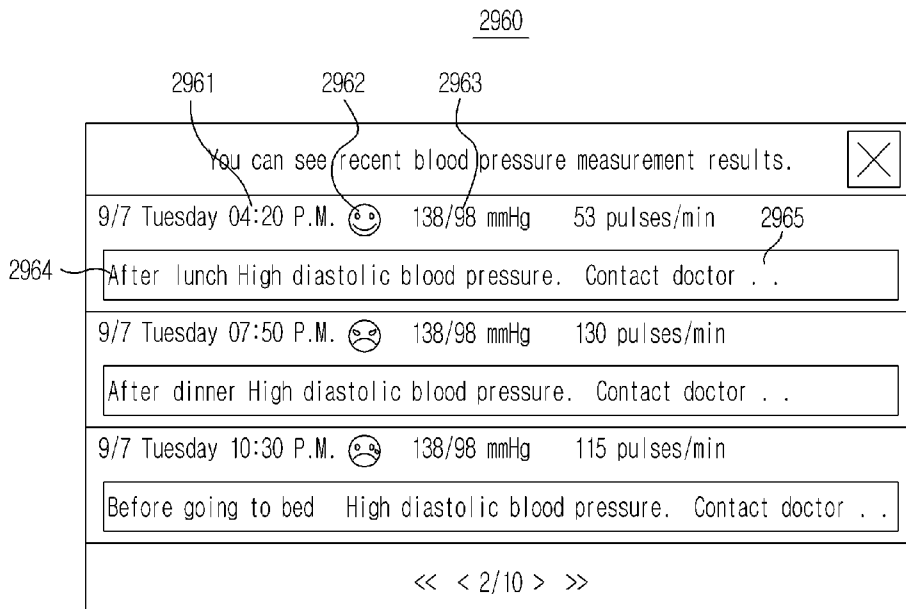 2960
2961 2962 2963
You can see recent blood pressure measurement results.
9/7 Tuesday 04:20 P.M. 138/98 mmHg 53 pulses/min 2965
2964 After lunch High diastolic blood pressure. Contact doctor . .
9/7 Tuesday 07:50 P.M. 138/98 mmHg 130 pulses/min
After dinner High diastolic blood pressure. Contact doctor . .
9/7 Tuesday 10:30 P.M. 138/98 mmHg 115 pulses/min
Before going to bed High diastolic blood pressure. Contact doctor . .
<< < 2/10 > >>